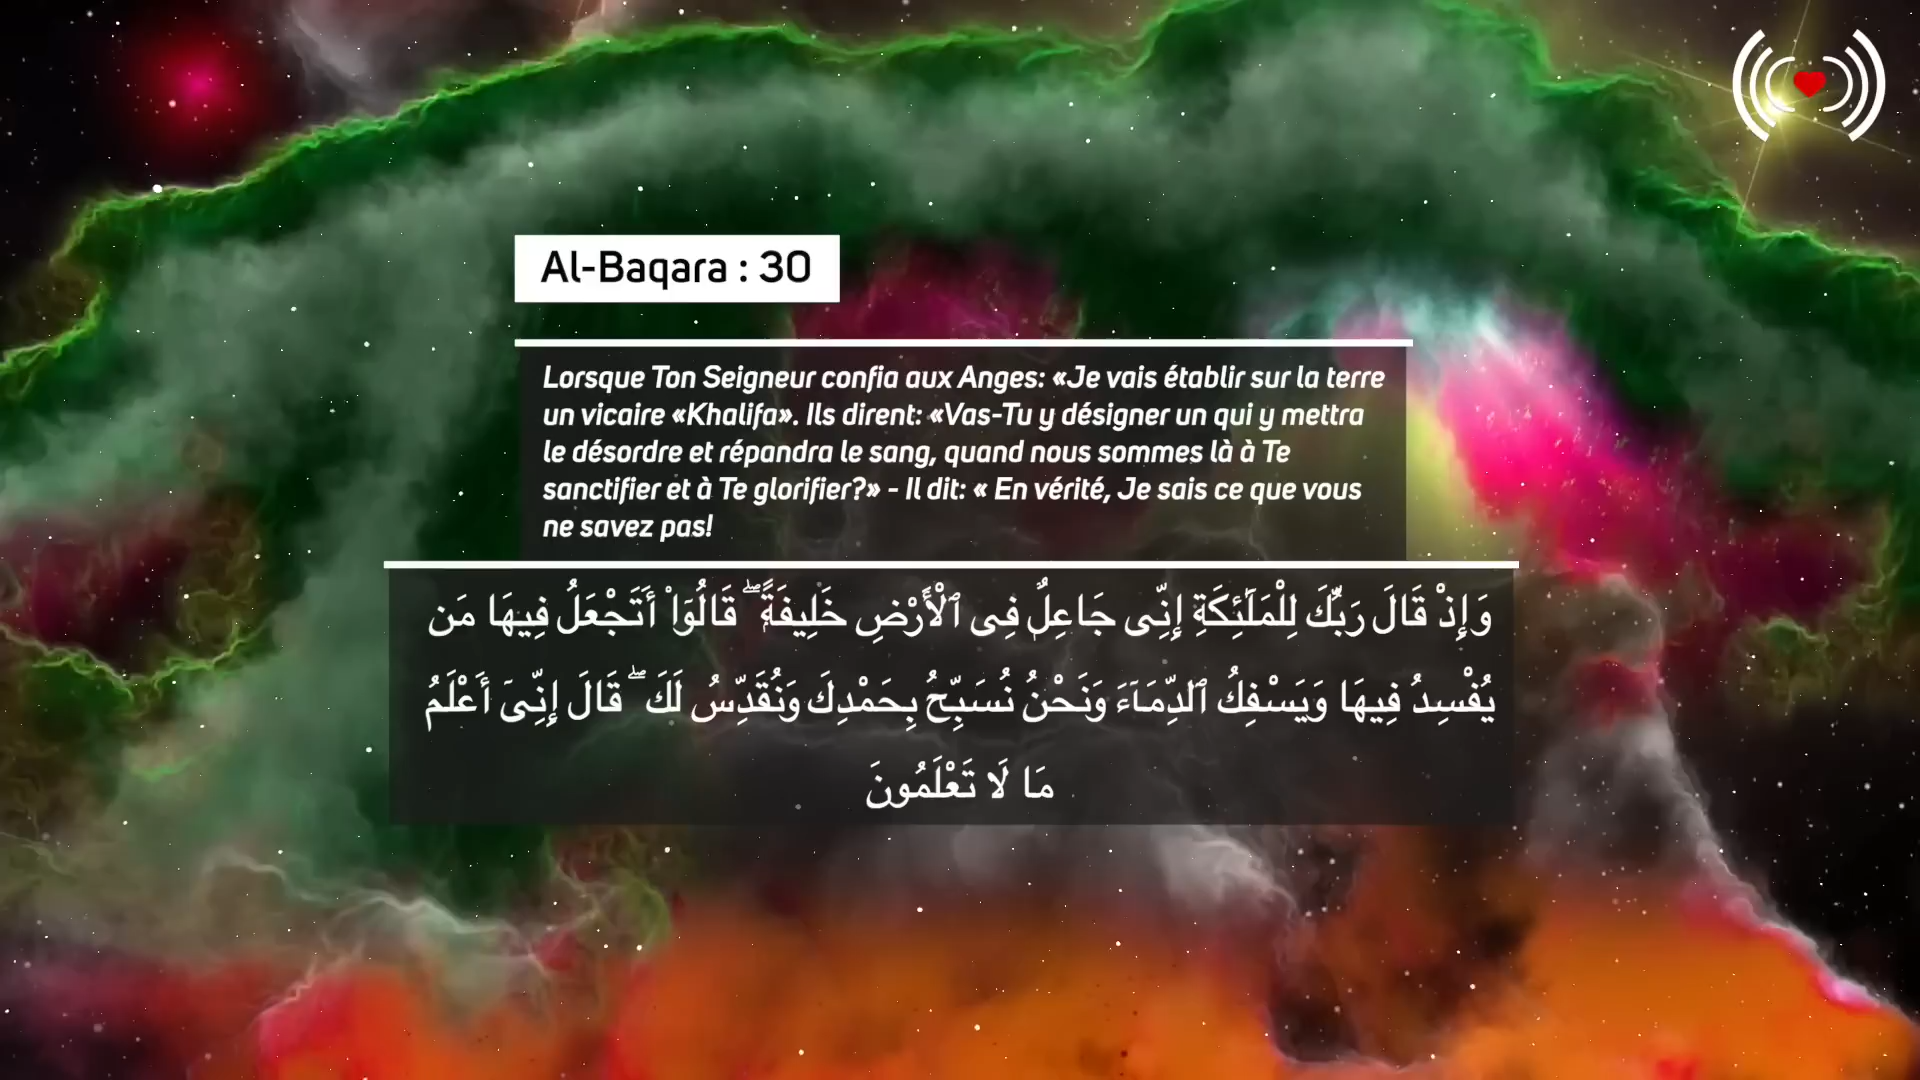 Al-Baqara : 30
Lorsque Ton Seigneur confia aux Anges: «Je vais établir sur la terre
un vicaire «Khalifa». Ils dirent: «Vas-Tu y désigner un qui y mettra
le désordre et répandra le sang, quand nous sommes là à Te
sanctifier et à Te glorifier?» - Il dit: « En vérité, Je sais ce que vous
ne savez pas!
وَإِذْ قَالَ رَبُّكَ لِلْمَلَٰٓئِكَةِ إِنِّى جَاعِلٌۭ فِى ٱلْأَرْضِ خَلِيفَةًۭ ۖ قَالُوٓا۟ أَتَجْعَلُ فِيهَا مَن
يُفْسِدُ فِيهَا وَيَسْفِكُ ٱلدِّمَآءَ وَنَحْنُ نُسَبِّحُ بِحَمْدِكَ وَنُقَدِّسُ لَكَ ۖ قَالَ إِنِّىٓ أَعْلَمُ
مَا لَا تَعْلَمُونَ